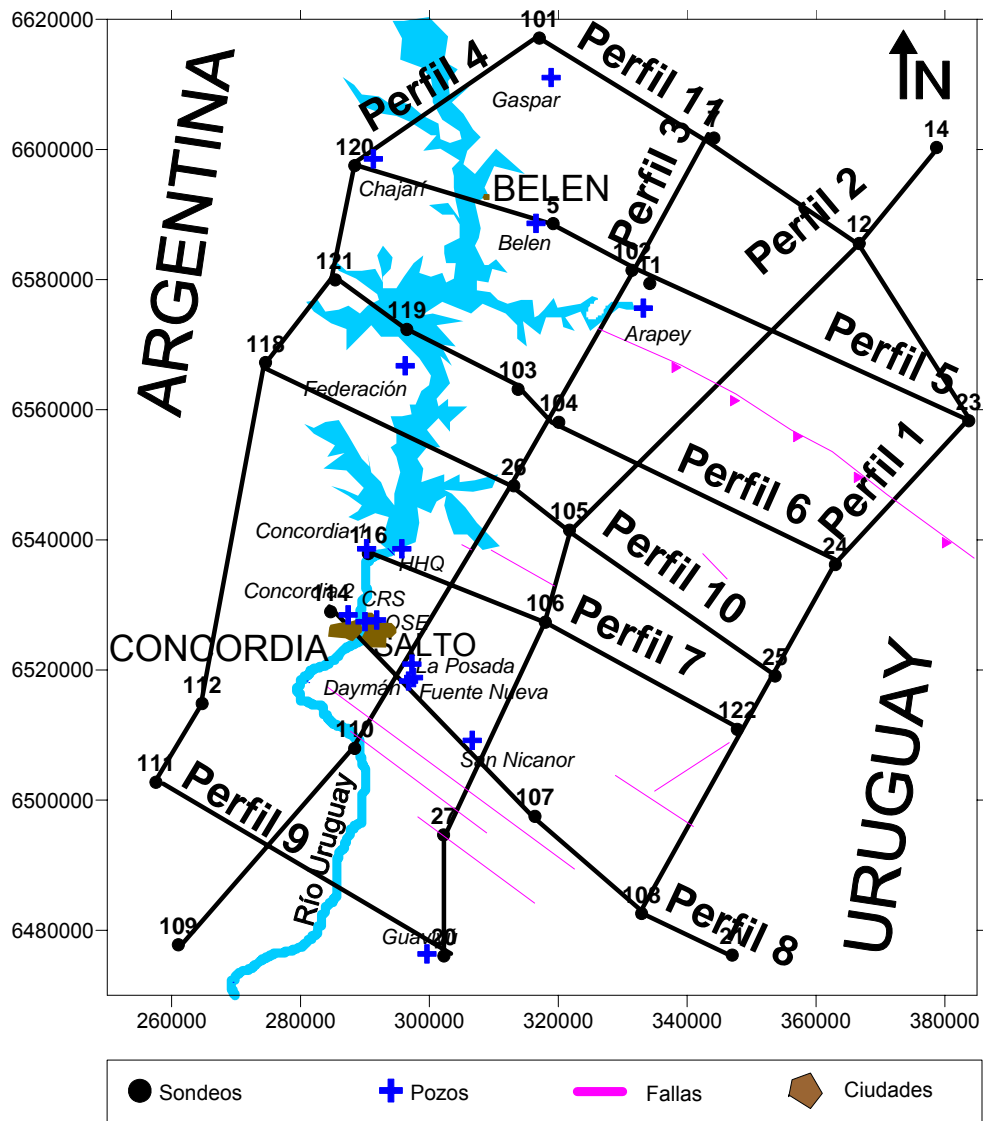 6620000
101
Perfil 4
Perfil 11
N
Gaspar
ARGENTINA
Perfil 3
14
6600000
120
Chajarí
BELEN
Perfil 2
5
Belen
12
102
T1
6580000
121
119
Arapey
118
Federación
103
104
Perfil 5
6560000
23
26
Perfil 6
Perfil 1
105
Concordia 1
116
HHQ
24
6540000
Perfil 10
Concordia 2
114
CRS
OSE
106
CONCORDIA
SALTO
Perfil 7
6520000
La Posada
Daymán
Fuente Nueva
25
112
110
122
San Nicanor
URUGUAY
111
6500000
Perfil 9
Río Uruguay
107
27
108
Perfil 8
6480000
109
20
21
260000
280000
300000
320000
340000
360000
380000
Sondeos
Pozos
Fallas
Ciudades